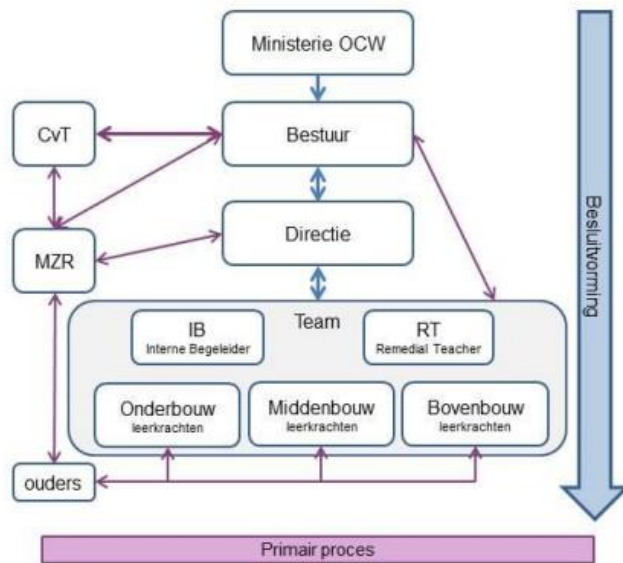 Ministerie OCW
CvT
Bestuur
MZR
Directie
Team
IB
Interne Begeleider
RT
Remedial Teacher
Onderbouw
leerkrachten
Middenbouw
leerkrachten
Bovenbouw
leerkrachten
ouders
Besluitvorming
Primair proces